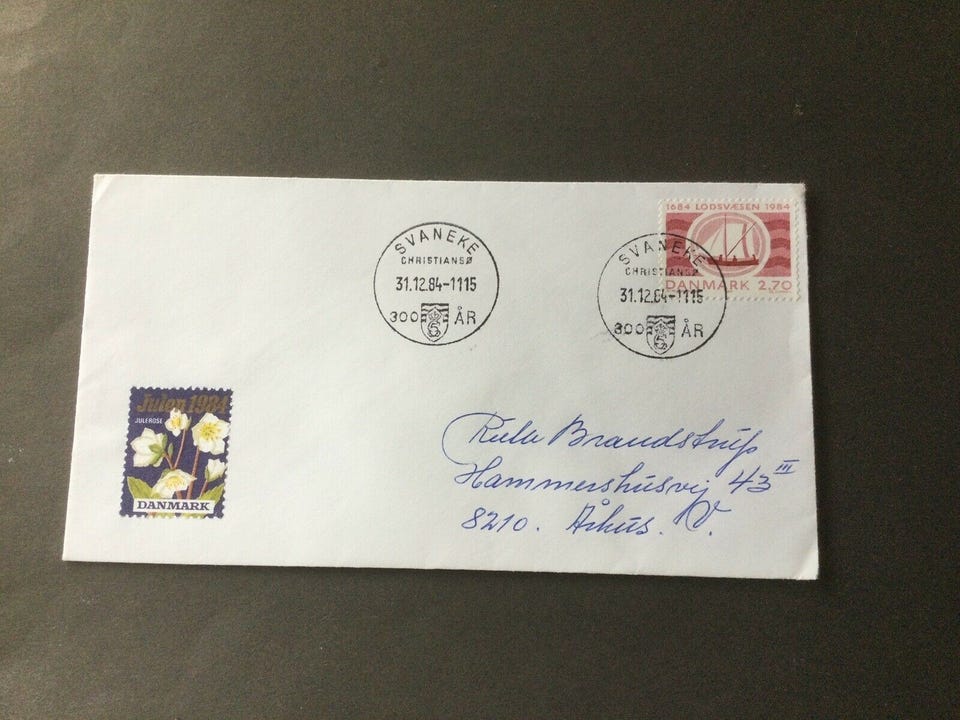 SVANEKE
CHRISTIANSØ
31.12.84-1115
300 ÅR
1684 LODSVÆSEN 1984
DANMARK 2.70
SVANEKE
CHRISTIANSØ
31.12.84-1115
300 ÅR
Julen 1984
JULEROSE
DANMARK
Brandstrup
Hammershusvej 43 III
8210. Århus. V.